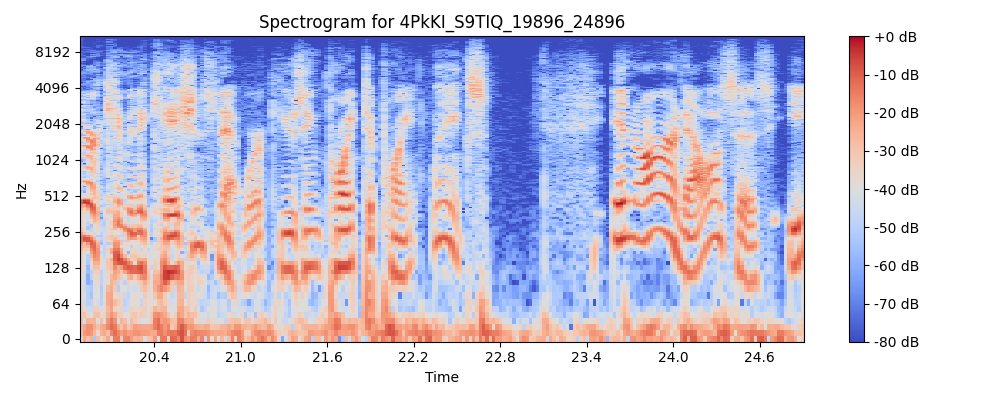 Spectrogram for 4PkKI_S9TIQ_19896_24896
8192
4096
2048
1024
512
256
128
64
0
Hz
20.4
21.0
21.6
22.2
22.8
23.4
24.0
24.6
Time
+0 dB
-10 dB
-20 dB
-30 dB
-40 dB
-50 dB
-60 dB
-70 dB
-80 dB